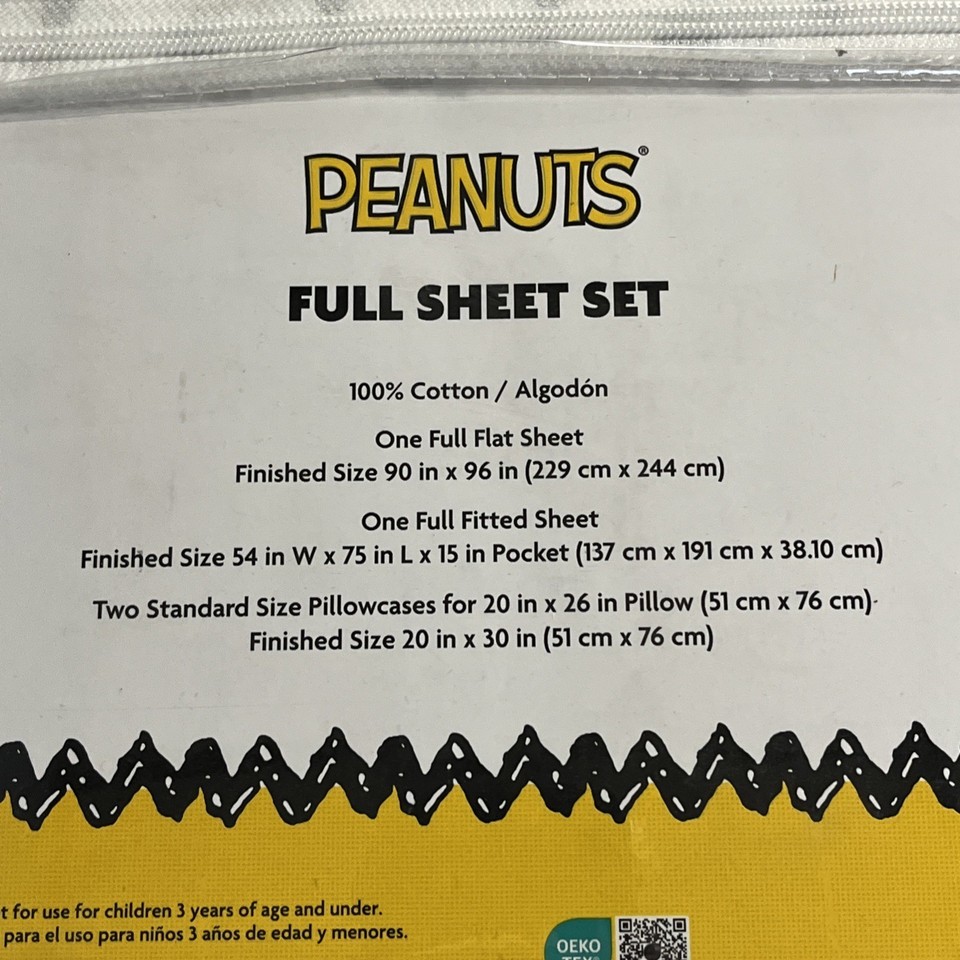 PEANUTS®
FULL SHEET SET
100% Cotton / Algodón
One Full Flat Sheet
Finished Size 90 in x 96 in (229 cm x 244 cm)
One Full Fitted Sheet
Finished Size 54 in W x 75 in L x 15 in Pocket (137 cm x 191 cm x 38.10 cm)
Two Standard Size Pillowcases for 20 in x 26 in Pillow (51 cm x 76 cm)
Finished Size 20 in x 30 in (51 cm x 76 cm)
t for use for children 3 years of age and under.
para el uso para niños 3 años de edad y menores.
OEKO
TEX®